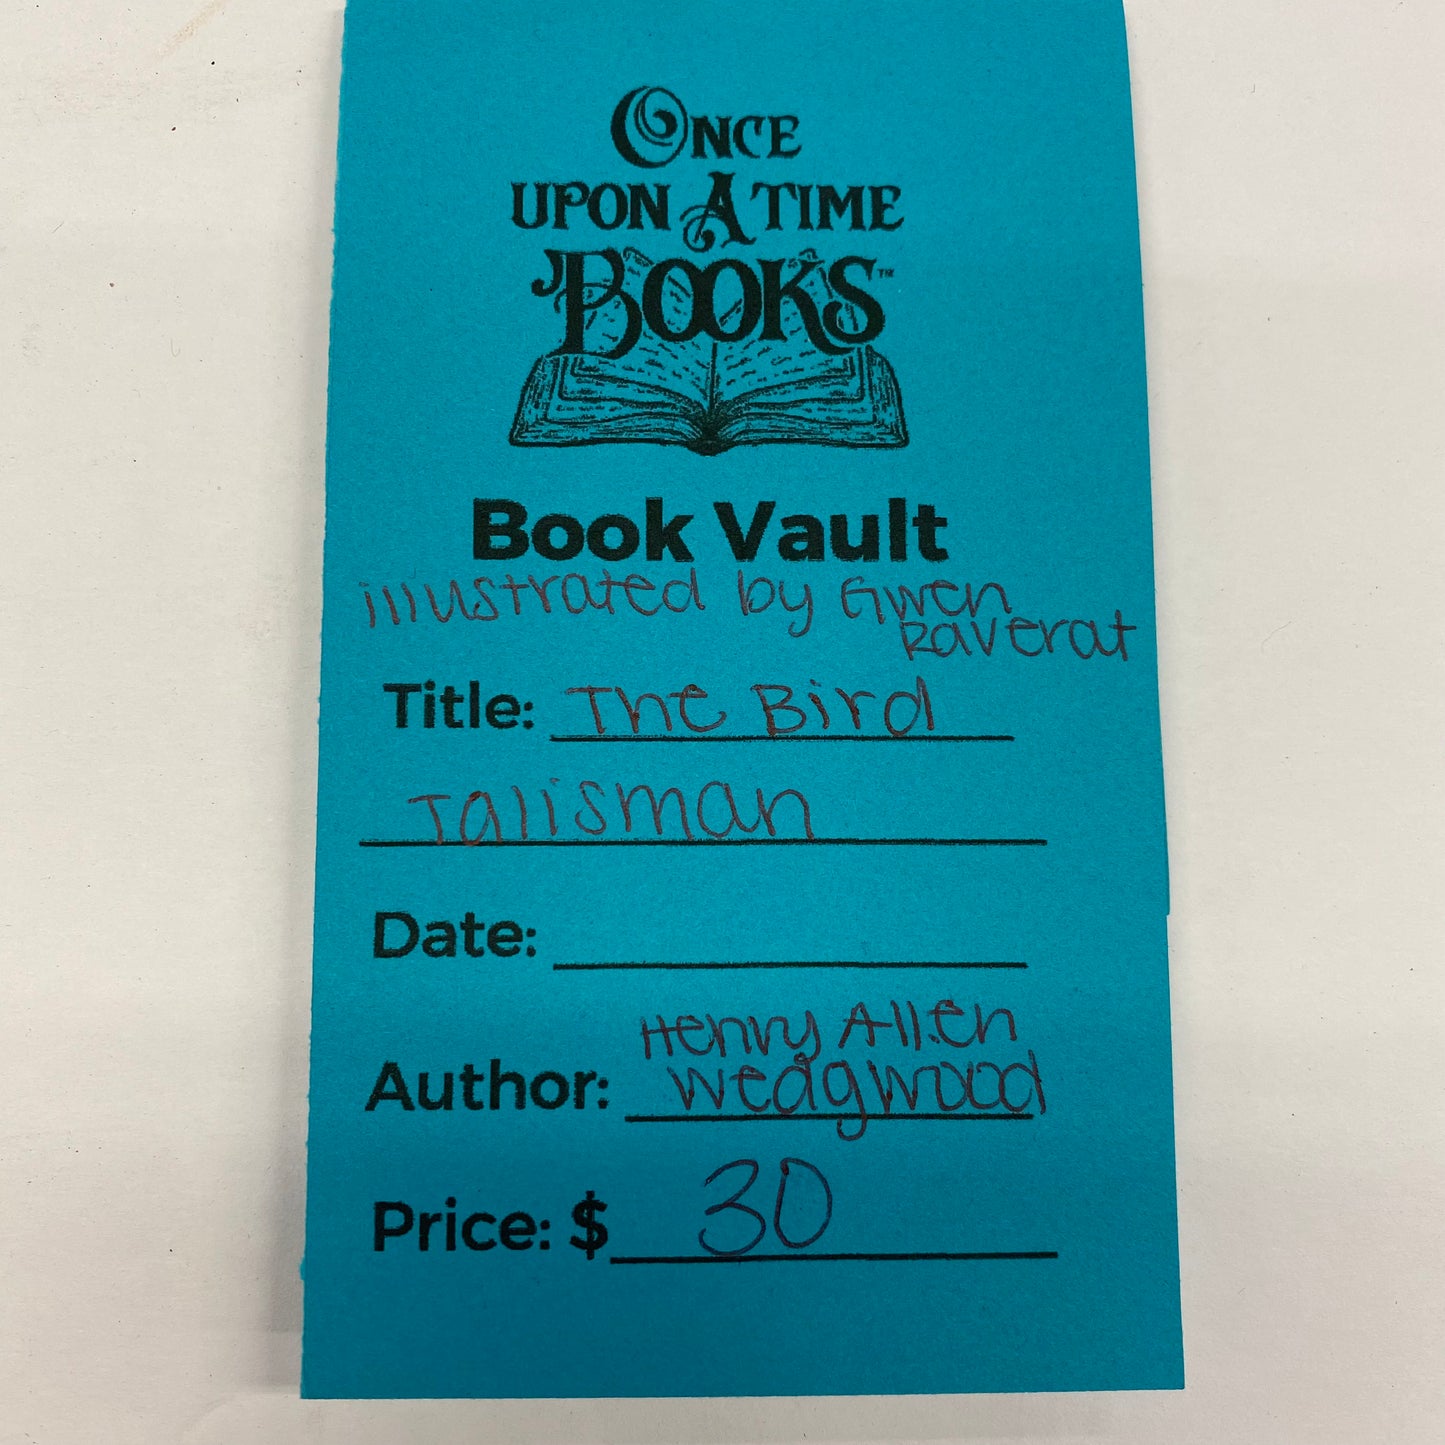 ONCE
UPON A TIME
BOOKS™
Book Vault
illustrated by Gwen
Raverat
Title: The Bird
Talisman
Date:
Henry Allen
Author: Wedgwood
Price: $ 30